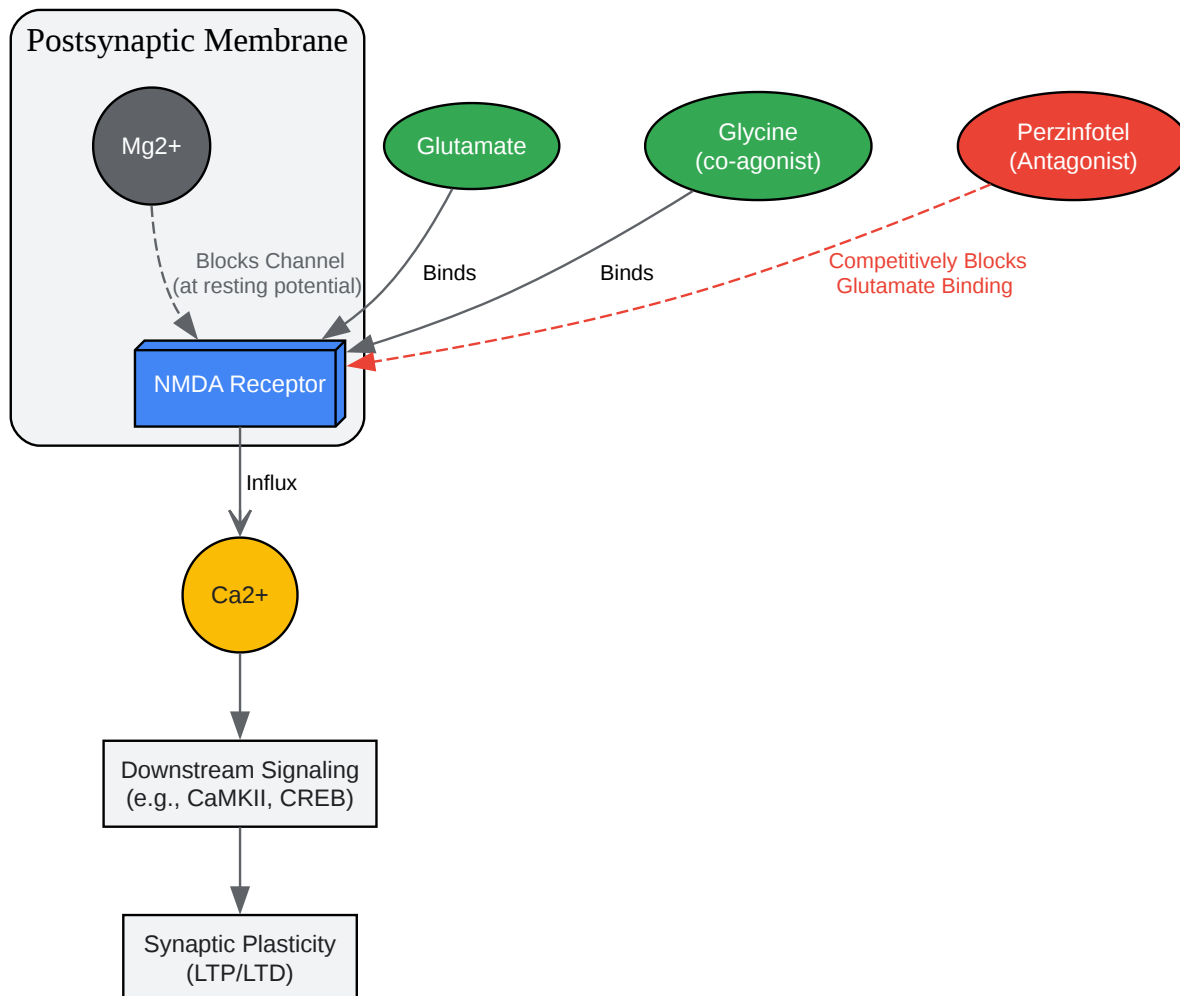 Postsynaptic Membrane
Mg2+
Glutamate
Glycine
(co-agonist)
Perzinfotel
(Antagonist)
Blocks Channel
(at resting potential)
Binds
Binds
Competitively Blocks
Glutamate Binding
NMDA Receptor
Influx
Ca2+
Downstream Signaling
(e.g., CaMKII, CREB)
Synaptic Plasticity
(LTP/LTD)